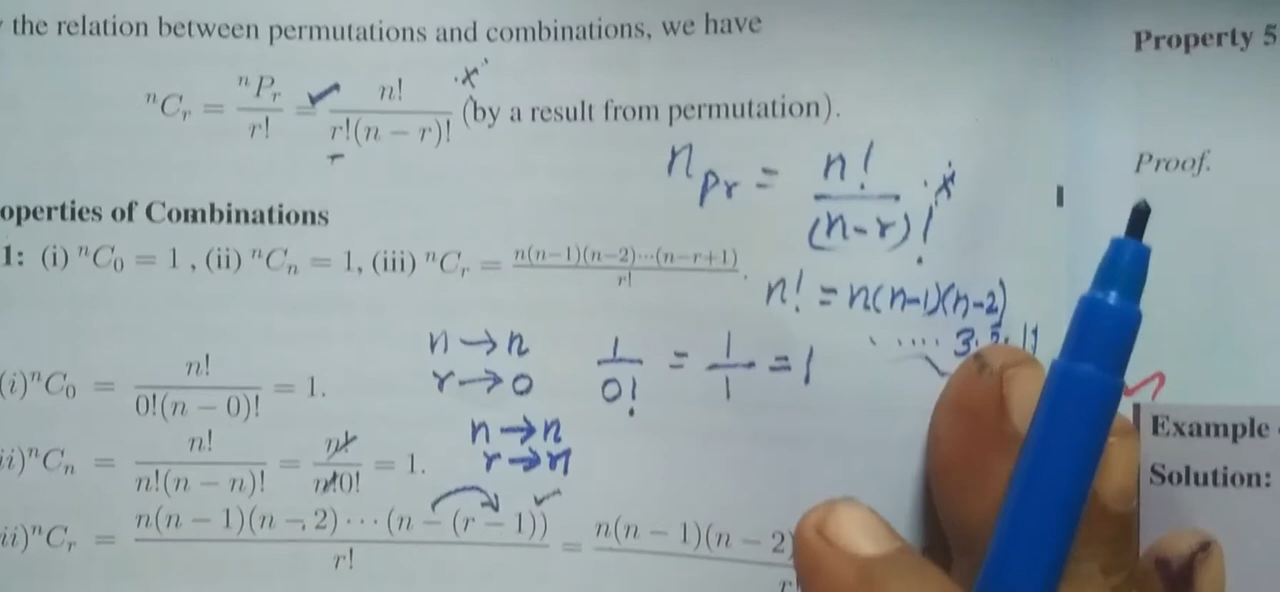 the relation between permutations and combinations, we have
ⁿCᵣ = ⁿPᵣ / r! = n! / r!(n − r)! (by a result from permutation).
nPr = n! / (n-r)!
operties of Combinations
1: (i) ⁿC₀ = 1 , (ii) ⁿCₙ = 1, (iii) ⁿCᵣ = n(n−1)(n−2)···(n−r+1) / r! .
n! = n(n-1)(n-2)
..... 3.2.1
n → n
r → 0
1/0! = 1/1 = 1
(i) ⁿC₀ = n! / 0!(n − 0)! = 1.
n → n
r → n
ii) ⁿCₙ = n! / n!(n − n)! = n! / n!0! = 1.
ii) ⁿCᵣ = n(n − 1)(n − 2) ··· (n − (r − 1)) / r! = n(n − 1)(n − 2) / r
Property 5
Proof.
Example
Solution: